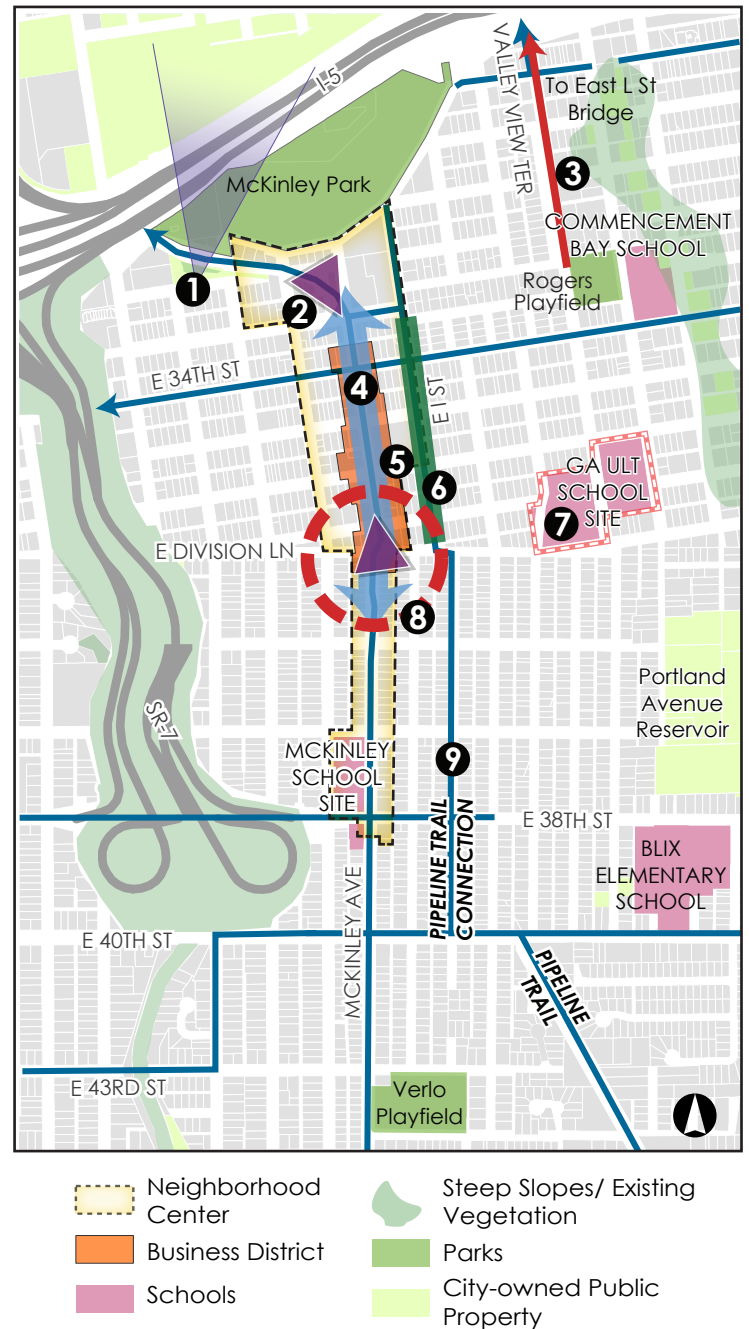 I-5
VALLEY VIEW TER
To East L St
Bridge
McKinley Park
3
COMMENCEMENT
BAY SCHOOL
Rogers
Playfield
1
2
E 34TH ST
4
E I ST
5
6
GA ULT
SCHOOL
SITE
7
E DIVISION LN
8
Portland
Avenue
Reservoir
SR-7
MCKINLEY
SCHOOL
SITE
9
E 38TH ST
PIPELINE TRAIL
CONNECTION
BLIX
ELEMENTARY
SCHOOL
MCKINLEY AVE
E 40TH ST
PIPELINE
TRAIL
E 43RD ST
Verlo
Playfield
Neighborhood
Center
Business District
Schools
Steep Slopes/ Existing
Vegetation
Parks
City-owned Public
Property